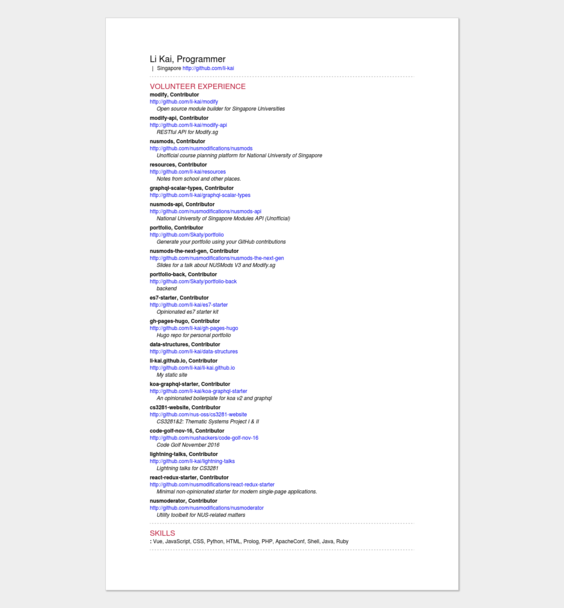 Li Kai, Programmer
| Singapore http://github.com/li-kai
VOLUNTEER EXPERIENCE
modify, Contributor
http://github.com/li-kai/modify
Open source module builder for Singapore Universities
modify-api, Contributor
http://github.com/li-kai/modify-api
RESTful API for Modify.sg
nusmods, Contributor
http://github.com/nusmodifications/nusmods
Unofficial course planning platform for National University of Singapore
resources, Contributor
http://github.com/li-kai/resources
Notes from school and other places.
graphql-scalar-types, Contributor
http://github.com/li-kai/graphql-scalar-types
nusmods-api, Contributor
http://github.com/nusmodifications/nusmods-api
National University of Singapore Modules API (Unofficial)
portfolio, Contributor
http://github.com/Skaty/portfolio
Generate your portfolio using your GitHub contributions
nusmods-the-next-gen, Contributor
http://github.com/nusmodifications/nusmods-the-next-gen
Slides for a talk about NUSMods V3 and Modify.sg
portfolio-back, Contributor
http://github.com/Skaty/portfolio-back
backend
es7-starter, Contributor
http://github.com/li-kai/es7-starter
Opinionated es7 starter kit
gh-pages-hugo, Contributor
http://github.com/li-kai/gh-pages-hugo
Hugo repo for personal portfolio
data-structures, Contributor
http://github.com/li-kai/data-structures
li-kai.github.io, Contributor
http://github.com/li-kai/li-kai.github.io
My static site
koa-graphql-starter, Contributor
http://github.com/li-kai/koa-graphql-starter
An opinionated boilerplate for koa v2 and graphql
cs3281-website, Contributor
http://github.com/nus-oss/cs3281-website
CS3281&2: Thematic Systems Project I & II
code-golf-nov-16, Contributor
http://github.com/nushackers/code-golf-nov-16
Code Golf November 2016
lightning-talks, Contributor
http://github.com/li-kai/lightning-talks
Lightning talks for CS3281
react-redux-starter, Contributor
http://github.com/nusmodifications/react-redux-starter
Minimal non-opinionated starter for modern single-page applications.
nusmoderator, Contributor
http://github.com/nusmodifications/nusmoderator
Utility toolbelt for NUS-related matters
SKILLS
: Vue, JavaScript, CSS, Python, HTML, Prolog, PHP, ApacheConf, Shell, Java, Ruby